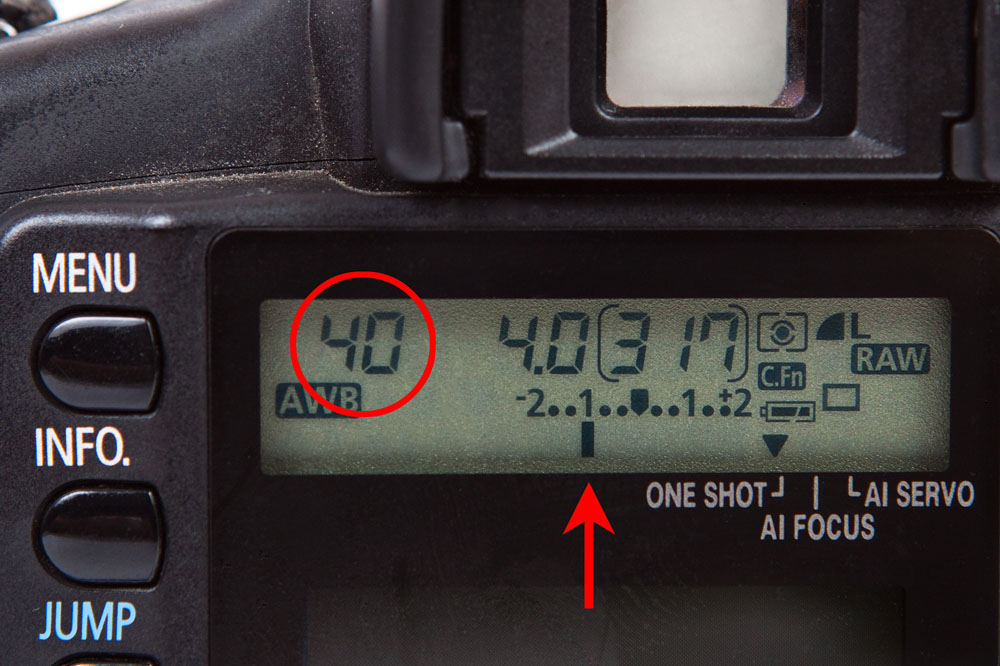 MENU
INFO.
JUMP
40 4.0 [317] L
RAW
C.Fn
AWB -2..1..▼..1..+2
ONE SHOT AI SERVO
AI FOCUS